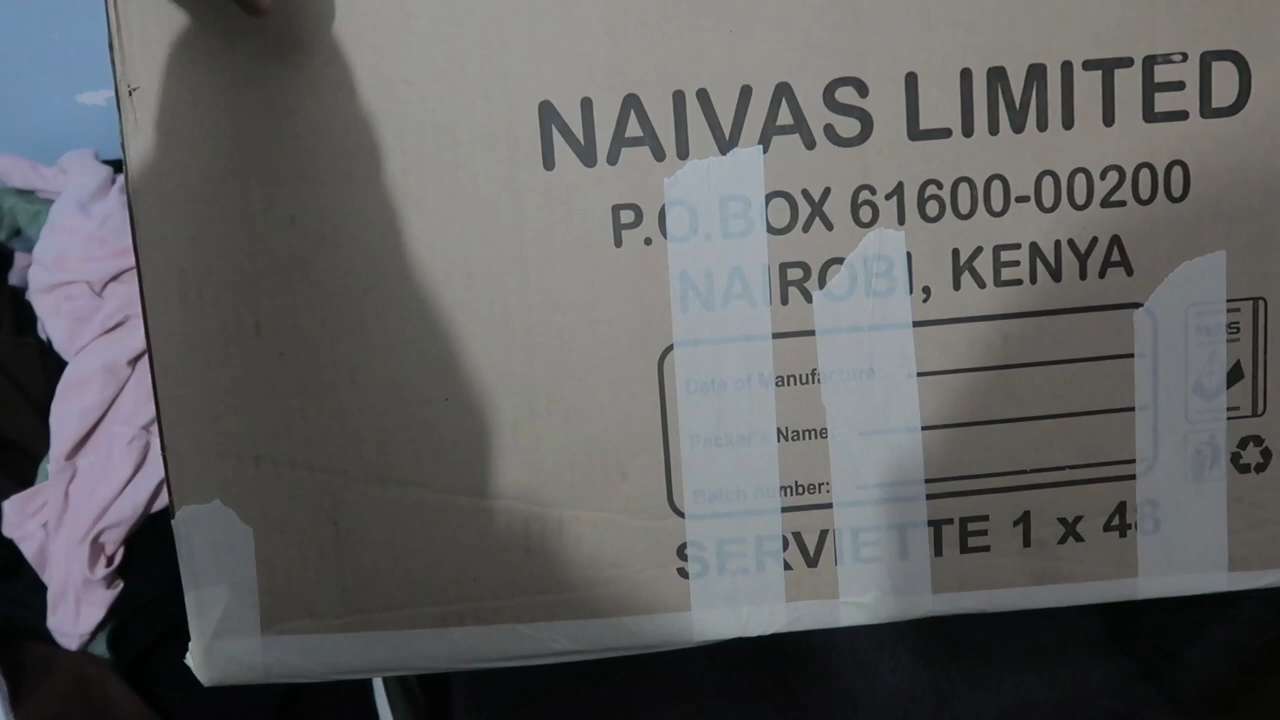 NAIVAS LIMITED
P.O.BOX 61600-00200
NAIROBI, KENYA
Date of Manufacture:
Packer's Name:
Batch number:
SERVIETTE 1 x 48